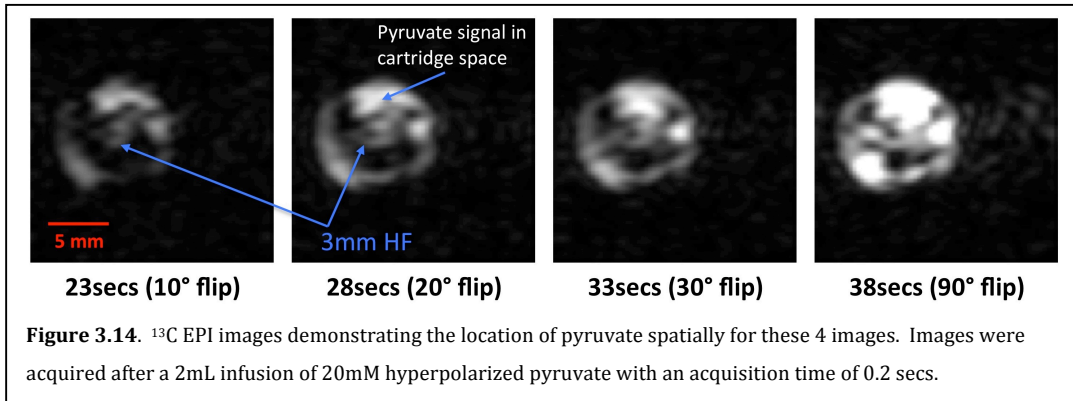 Pyruvate signal in
cartridge space
5 mm
3mm HF
23secs (10° flip)
28secs (20° flip)
33secs (30° flip)
38secs (90° flip)
Figure 3.14. ¹³C EPI images demonstrating the location of pyruvate spatially for these 4 images. Images were
acquired after a 2mL infusion of 20mM hyperpolarized pyruvate with an acquisition time of 0.2 secs.